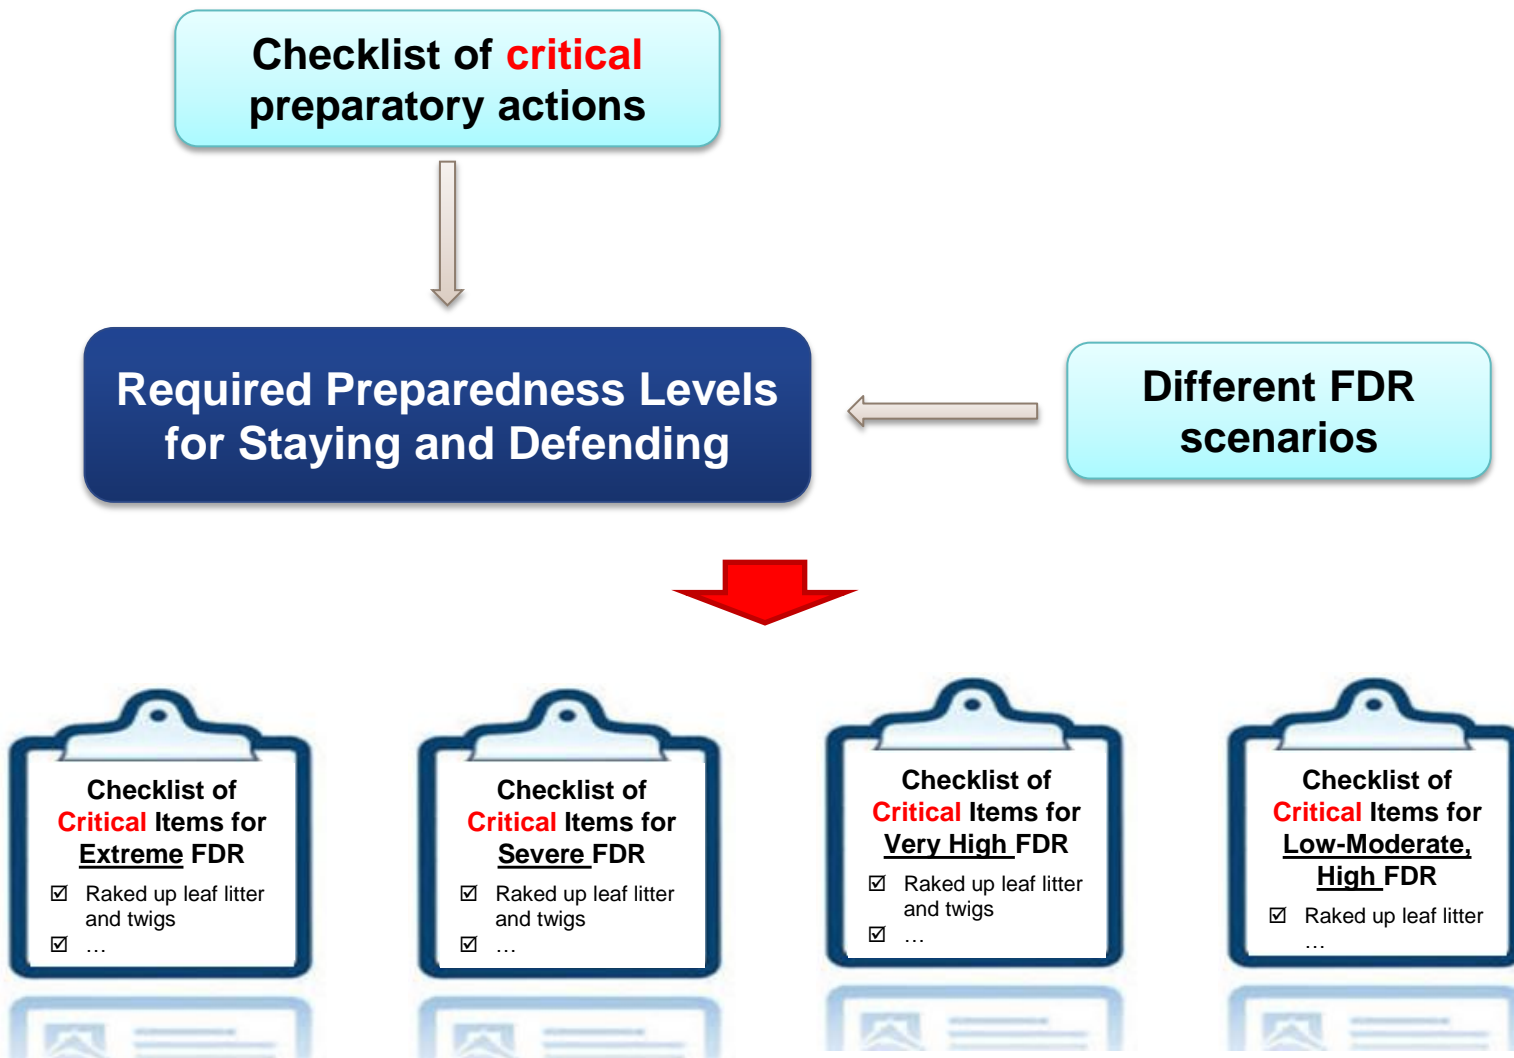 Checklist of critical
preparatory actions
Required Preparedness Levels
for Staying and Defending
Different FDR
scenarios
Checklist of
Critical Items for
Extreme FDR
☑ Raked up leaf litter
and twigs
☑ …
Checklist of
Critical Items for
Severe FDR
☑ Raked up leaf litter
and twigs
☑ …
Checklist of
Critical Items for
Very High FDR
☑ Raked up leaf litter
and twigs
☑ …
Checklist of
Critical Items for
Low-Moderate,
High FDR
☑ Raked up leaf litter
…